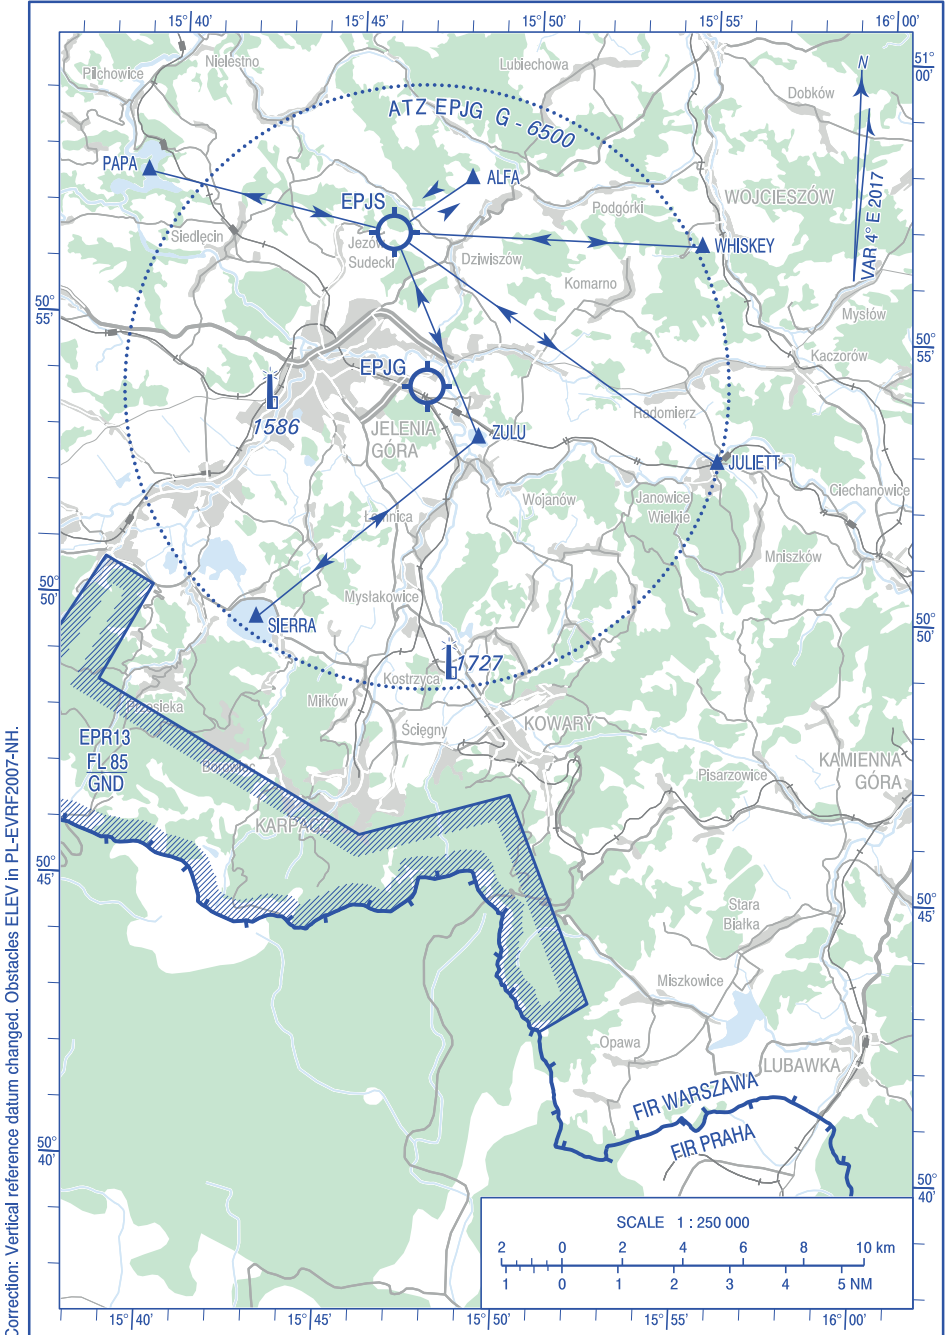 15° 40’
15° 45’
15° 50’
15° 55’
16° 00’
51°
00’
Pilchowice
Nielestno
Lubiechowa
Dobków
N
VAR 4° E 2017
ATZ EPJG G - 6500
PAPA
ALFA
EPJS
WOJCIESZÓW
Podgórki
Siedlęcin
Jeżów
Sudecki
Dziwiszów
WHISKEY
Komarno
50°
55’
Mysłów
50°
55’
Kaczorów
EPJG
1586
JELENIA
GÓRA
Radomierz
ZULU
JULIETT
Wojanów
Janowice
Wielkie
Ciechanowice
Łomnica
Mniszków
50°
50’
Mysłakowice
SIERRA
50°
50’
1727
Kostrzyca
Miłków
Przesieka
Ścięgny
KOWARY
EPR13
FL 85
GND
Borowice
Pisarzowice
KAMIENNA
GÓRA
KARPACZ
50°
45’
Stara
Białka
50°
45’
Miszkowice
Opawa
LUBAWKA
FIR WARSZAWA
FIR PRAHA
50°
40’
50°
40’
SCALE 1 : 250 000
2 0 2 4 6 8 10 km
1 0 1 2 3 4 5 NM
15° 40’
15° 45’
15° 50’
15° 55’
16° 00’
Correction: Vertical reference datum changed. Obstacles ELEV in PL-EVRF2007-NH.